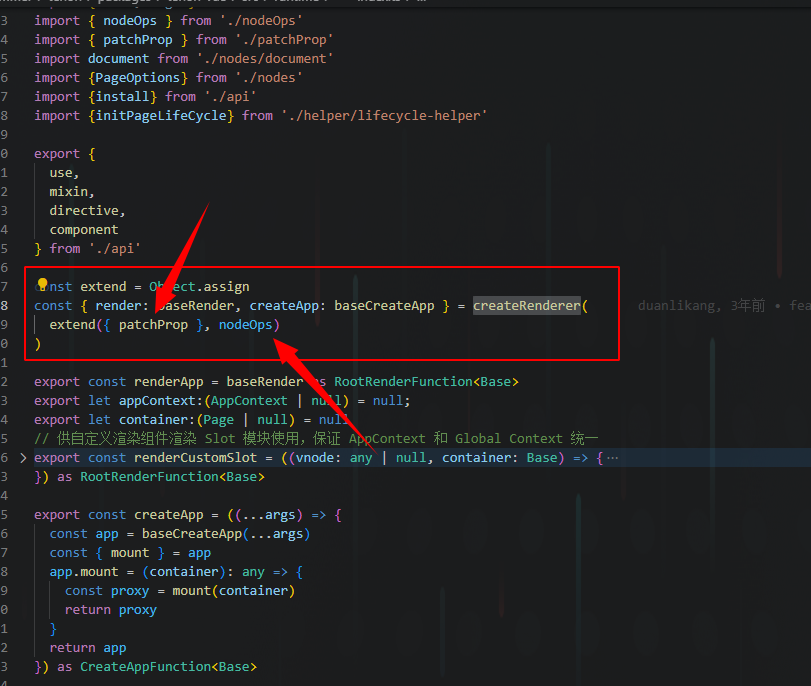 3 import { nodeOps } from './nodeOps'
4 import { patchProp } from './patchProp'
5 import document from './nodes/document'
6 import {PageOptions} from './nodes'
7 import {install} from './api'
8 import {initPageLifeCycle} from './helper/lifecycle-helper'
9
0 export {
1 use,
2 mixin,
3 directive,
4 component
5 } from './api'
6
7 nst extend = Object.assign
8 const { render: baseRender, createApp: baseCreateApp } = createRenderer( duanlikang, 3年前 • fea
9 extend({ patchProp }, nodeOps)
0 )
1
2 export const renderApp = baseRender as RootRenderFunction<Base>
3 export let appContext:(AppContext | null) = null;
4 export let container:(Page | null) = null
5 // 供自定义渲染组件渲染 Slot 模块使用，保证 AppContext 和 Global Context 统一
6 > export const renderCustomSlot = ((vnode: any | null, container: Base) => { ···
3 }) as RootRenderFunction<Base>
4
5 export const createApp = ((...args) => {
6 const app = baseCreateApp(...args)
7 const { mount } = app
8 app.mount = (container): any => {
9 const proxy = mount(container)
0 return proxy
1 }
2 return app
3 }) as CreateAppFunction<Base>
4